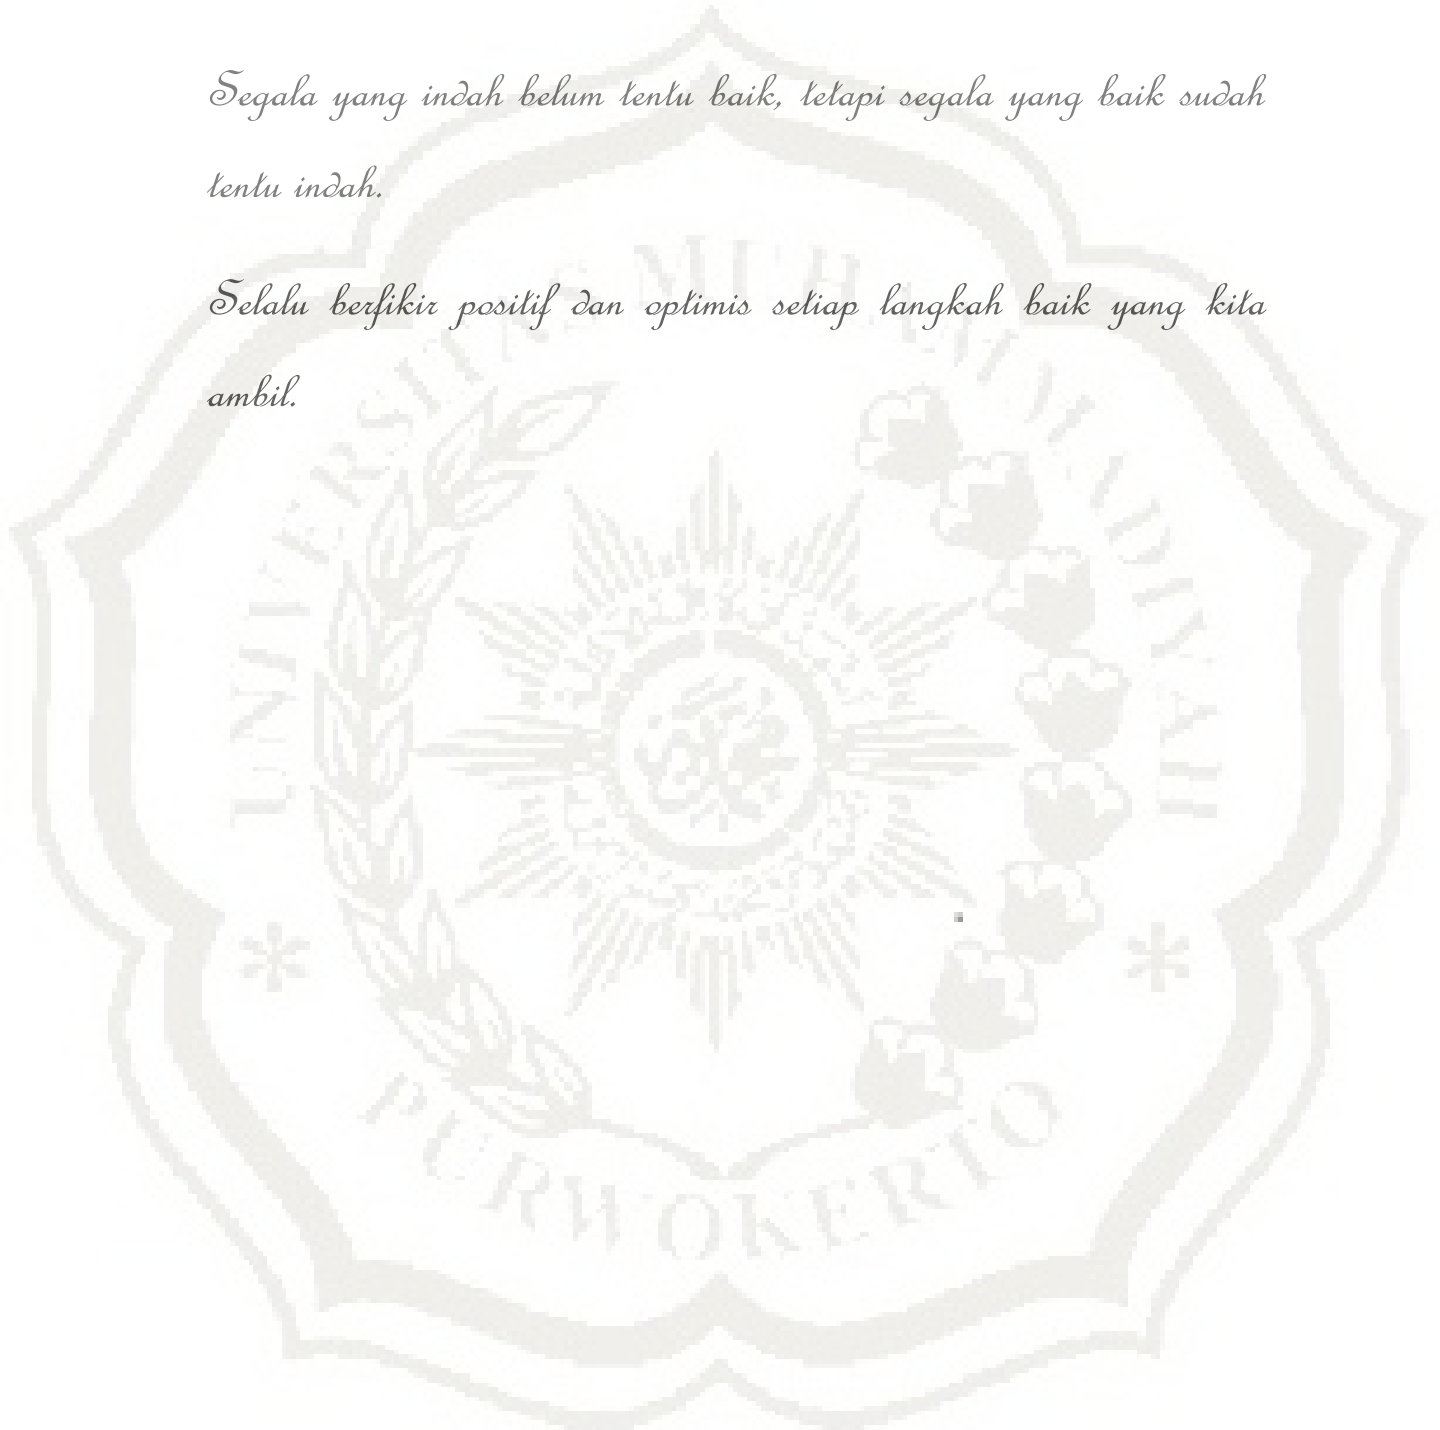 Segala yang indah belum tentu baik, tetapi segala yang baik sudah
tentu indah.
Selalu berfikir positif dan optimis setiap langkah baik yang kita
ambil.
UNIVERSITAS MUHAMMADIYAH
PURWOKERTO